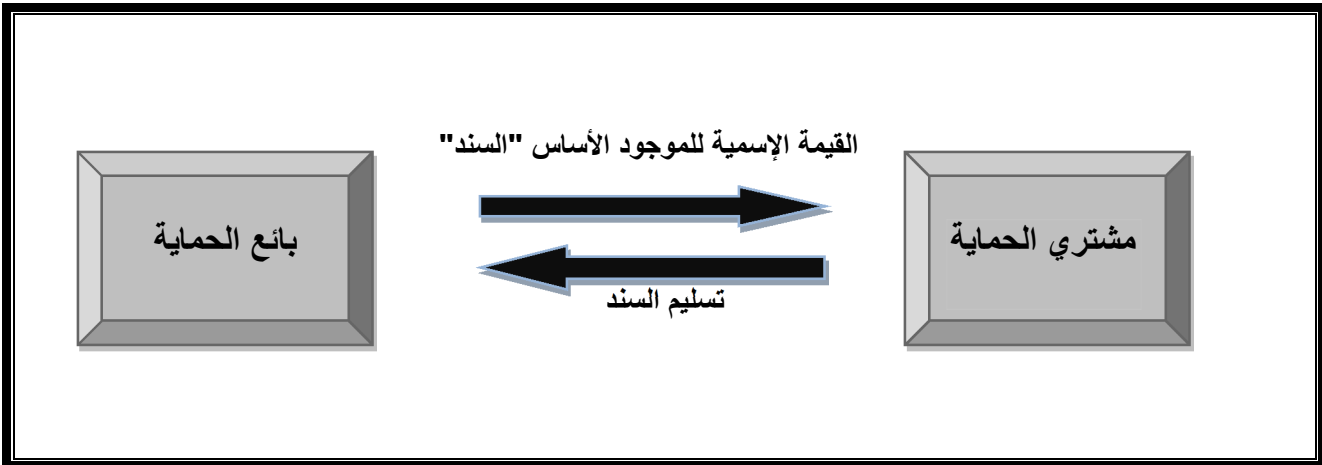 القيمة الإسمية للموجود الأساس "السند"
مشتري الحماية
بائع الحماية
تسليم السند